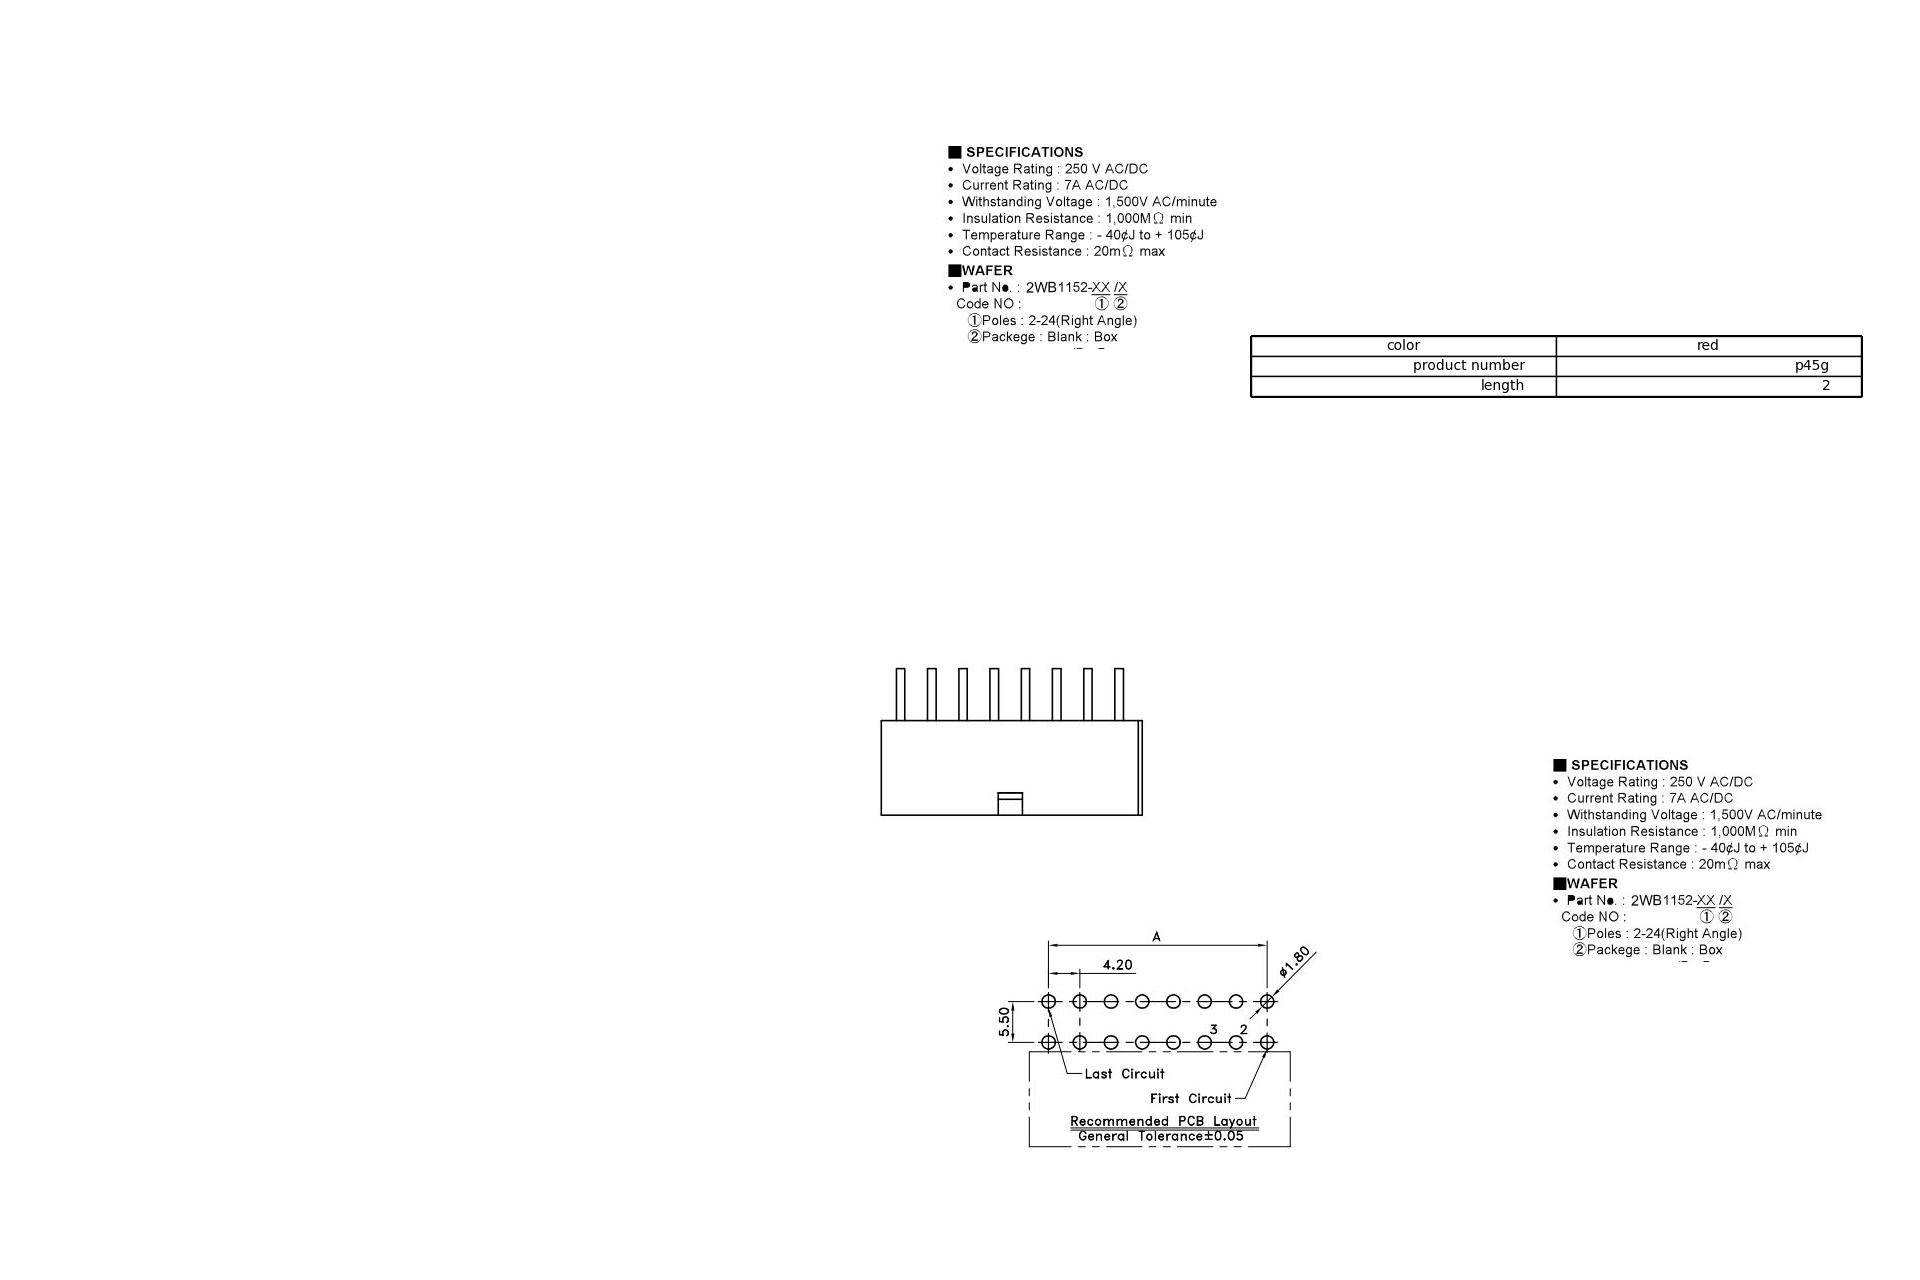 ■ SPECIFICATIONS
• Voltage Rating : 250 V AC/DC
• Current Rating : 7A AC/DC
• Withstanding Voltage : 1,500V AC/minute
• Insulation Resistance : 1,000MΩ min
• Temperature Range : - 40¢J to + 105¢J
• Contact Resistance : 20mΩ max
■WAFER
• Part No. : 2WB1152-XX /X
Code NO : ① ②
①Poles : 2-24(Right Angle)
②Packege : Blank : Box
color red
product number p45g
length 2
■ SPECIFICATIONS
• Voltage Rating : 250 V AC/DC
• Current Rating : 7A AC/DC
• Withstanding Voltage : 1,500V AC/minute
• Insulation Resistance : 1,000MΩ min
• Temperature Range : - 40¢J to + 105¢J
• Contact Resistance : 20mΩ max
■WAFER
• Part No. : 2WB1152-XX /X
Code NO : ① ②
①Poles : 2-24(Right Angle)
②Packege : Blank : Box
A
4.20
ø1.80
5.50
3 2
Last Circuit
First Circuit
Recommended PCB Layout
General Tolerance±0.05